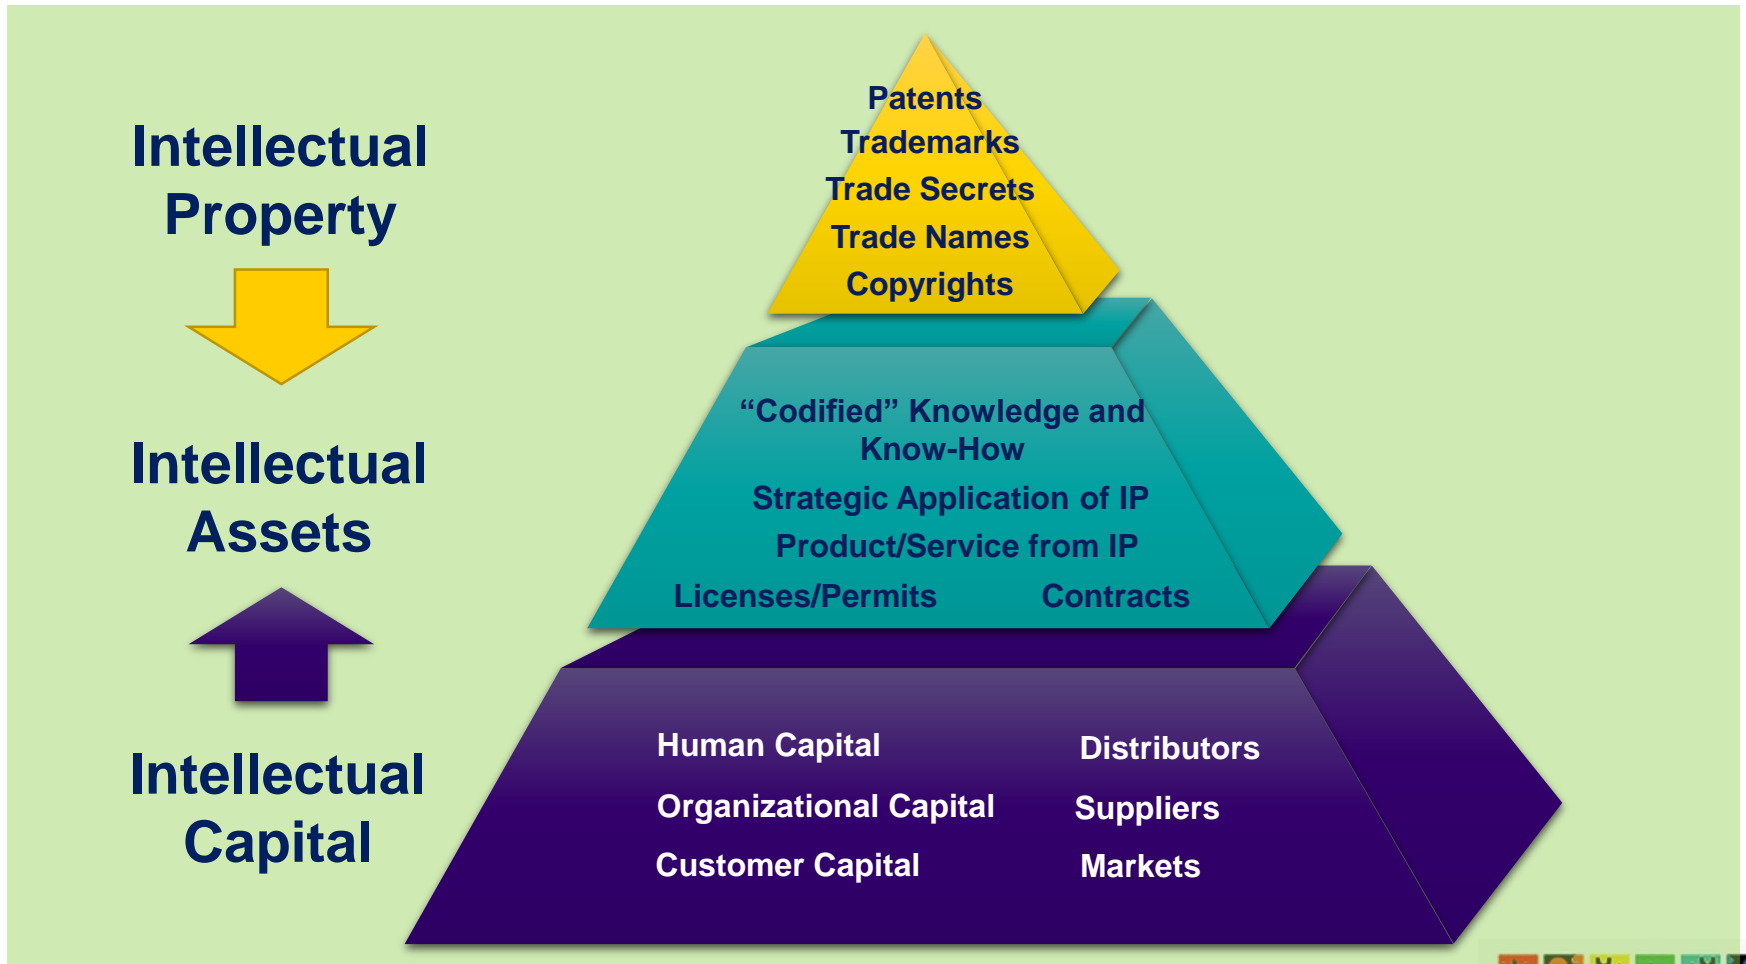 Intellectual
Property
Intellectual
Assets
Intellectual
Capital
Patents
Trademarks
Trade Secrets
Trade Names
Copyrights
“Codified” Knowledge and
Know-How
Strategic Application of IP
Product/Service from IP
Licenses/Permits Contracts
Human Capital Distributors
Organizational Capital Suppliers
Customer Capital Markets